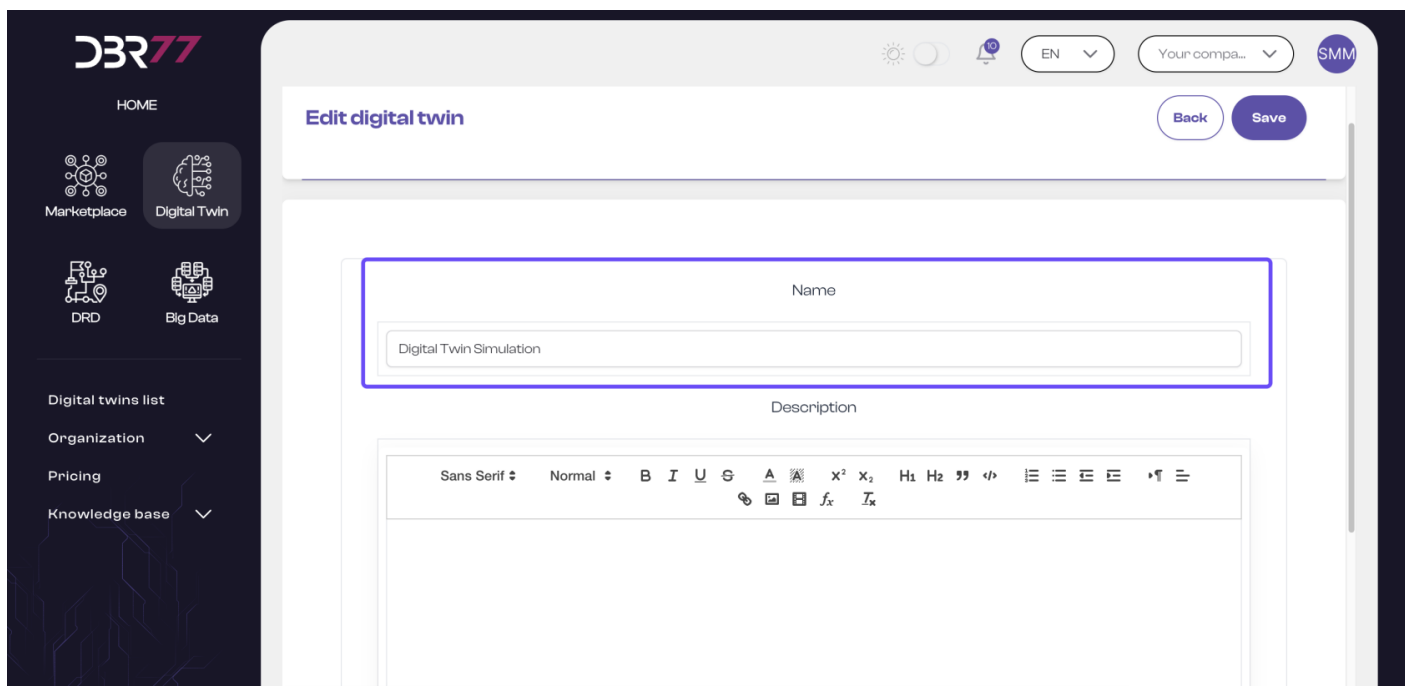 DBR77
HOME
Marketplace
Digital Twin
DRD
Big Data
Digital twins list
Organization
Pricing
Knowledge base
10
EN
Your compa...
SMM
Edit digital twin
Back
Save
Name
Digital Twin Simulation
Description
Sans Serif Normal B I U S A A x² x₂ H1 H2
fx Tx